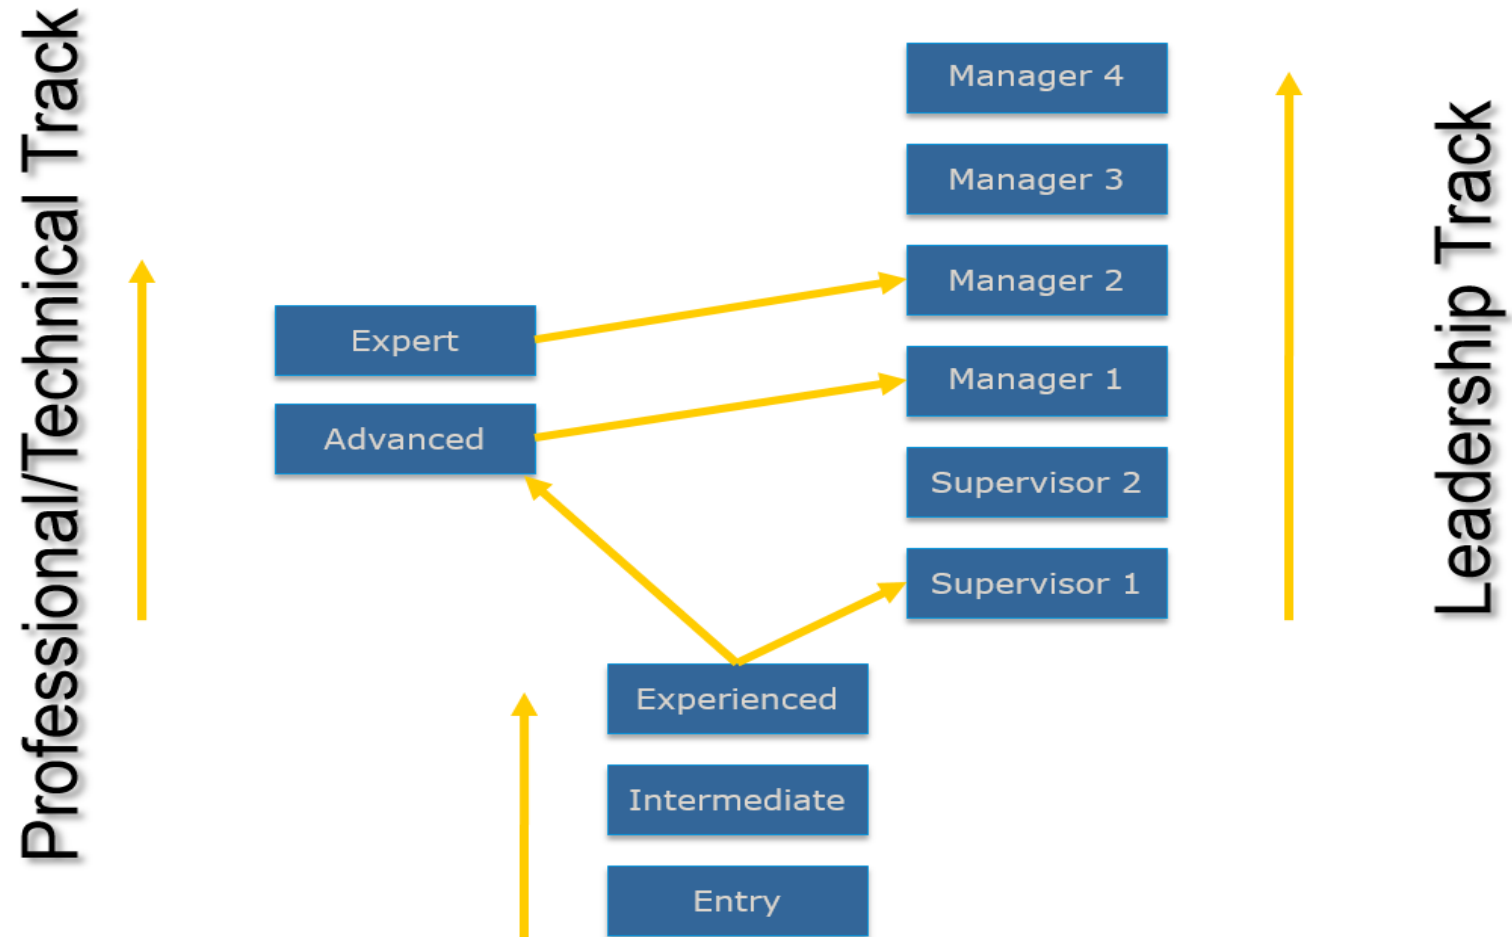 Professional/Technical Track
Manager 4
Manager 3
Manager 2
Expert
Manager 1
Advanced
Supervisor 2
Supervisor 1
Experienced
Intermediate
Entry
Leadership Track